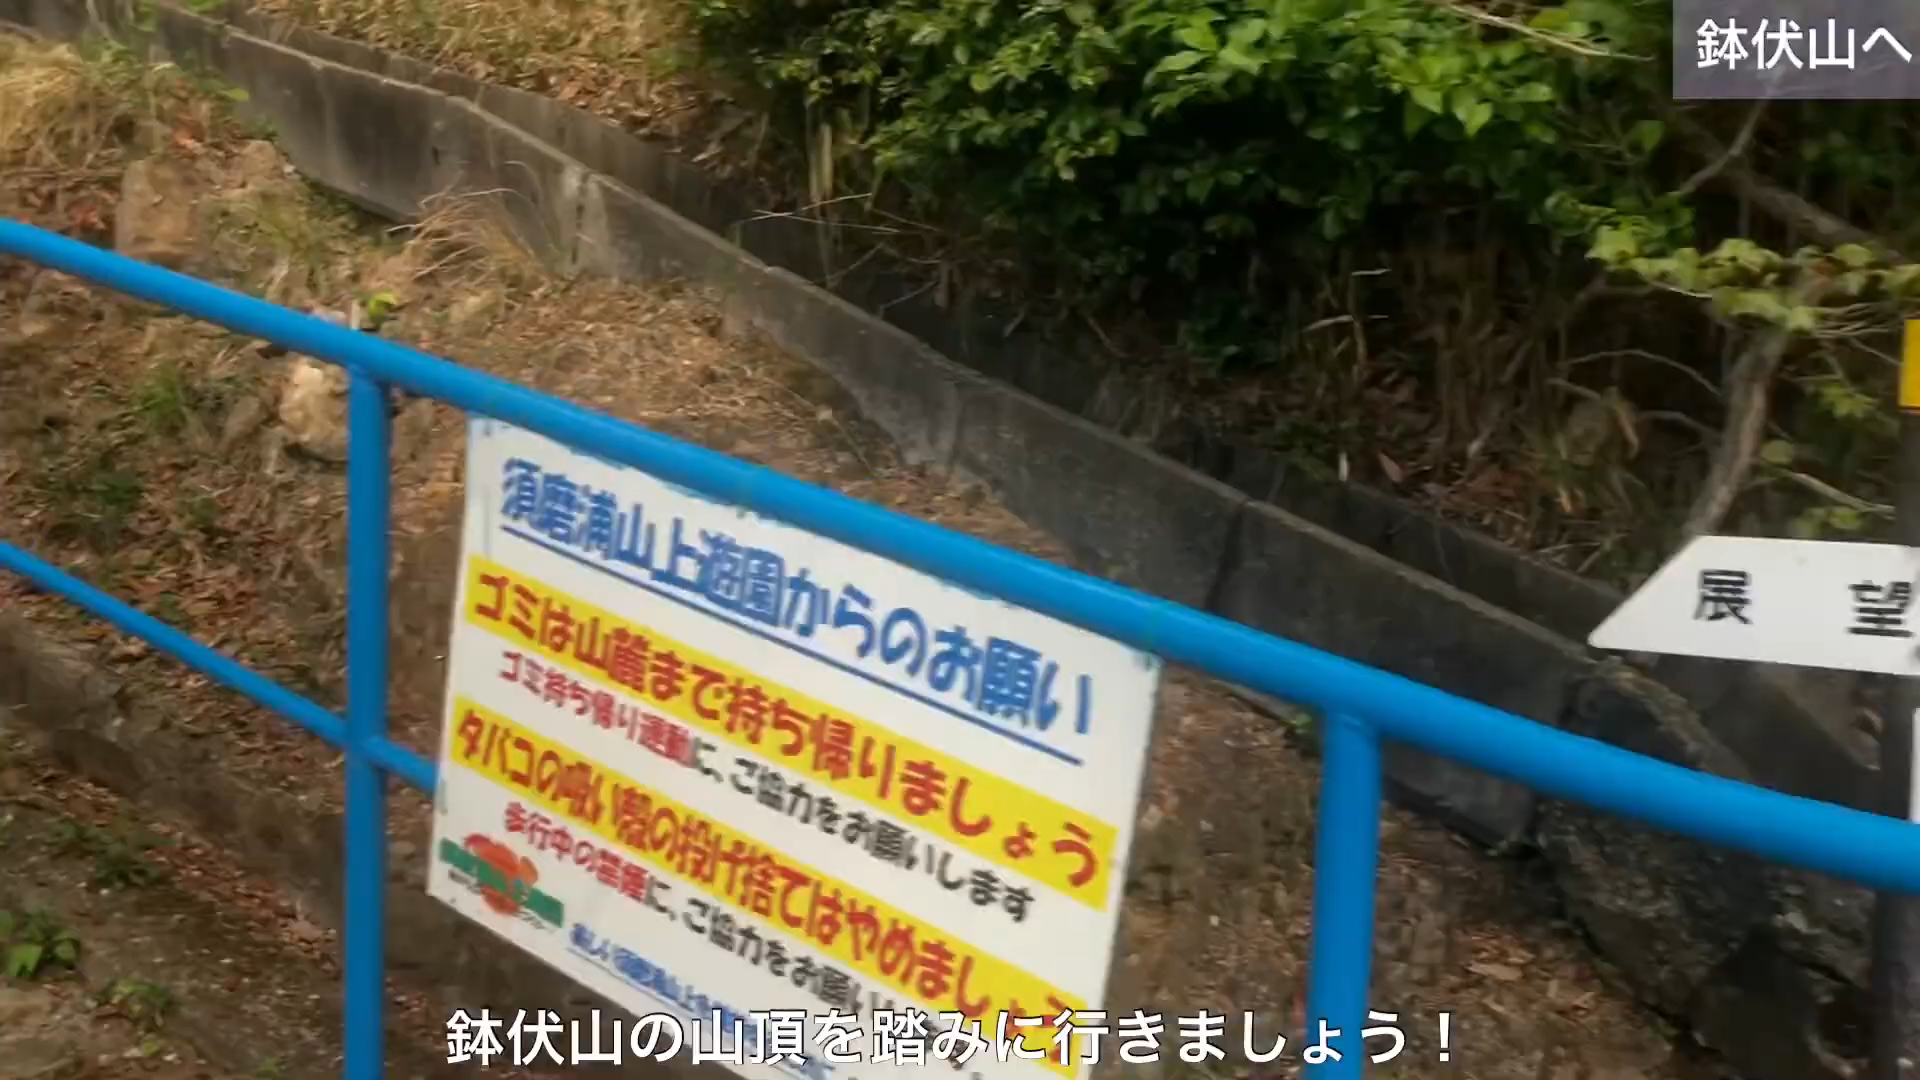 鉢伏山へ
須磨浦山上遊園からのお願い
ゴミは山麓まで持ち帰りましょう
ゴミ持ち帰り運動に、ご協力をお願いします
タバコの吸い殻の投げ捨てはやめましょう
歩行中の禁煙に、ご協力をお願い
展 望
鉢伏山の山頂を踏みに行きましょう！